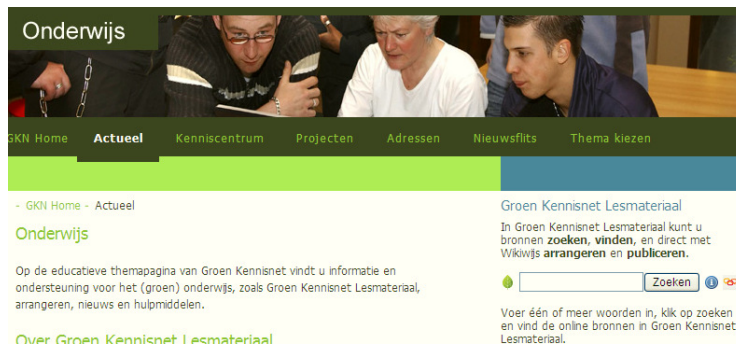 Onderwijs
GKN Home Actueel Kenniscentrum Projecten Adressen Nieuwsflits Thema kiezen
- GKN Home - Actueel
Onderwijs
Op de educatieve themapagina van Groen Kennisnet vindt u informatie en
ondersteuning voor het (groen) onderwijs, zoals Groen Kennisnet Lesmateriaal,
arrangeren, nieuws en hulpmiddelen.
Over Groen Kennisnet Lesmateriaal
Groen Kennisnet Lesmateriaal
In Groen Kennisnet Lesmateriaal kunt u
bronnen zoeken, vinden, en direct met
Wikiwijs arrangeren en publiceren.
Zoeken
Voer één of meer woorden in, klik op zoeken
en vind de online bronnen in Groen Kennisnet
Lesmateriaal.